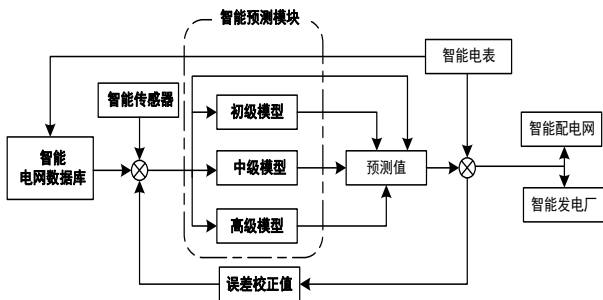 智能预测模块
智能电表
智能传感器
初级模型
智能配电网
智能
电网数据库
中级模型
预测值
智能发电厂
高级模型
误差校正值